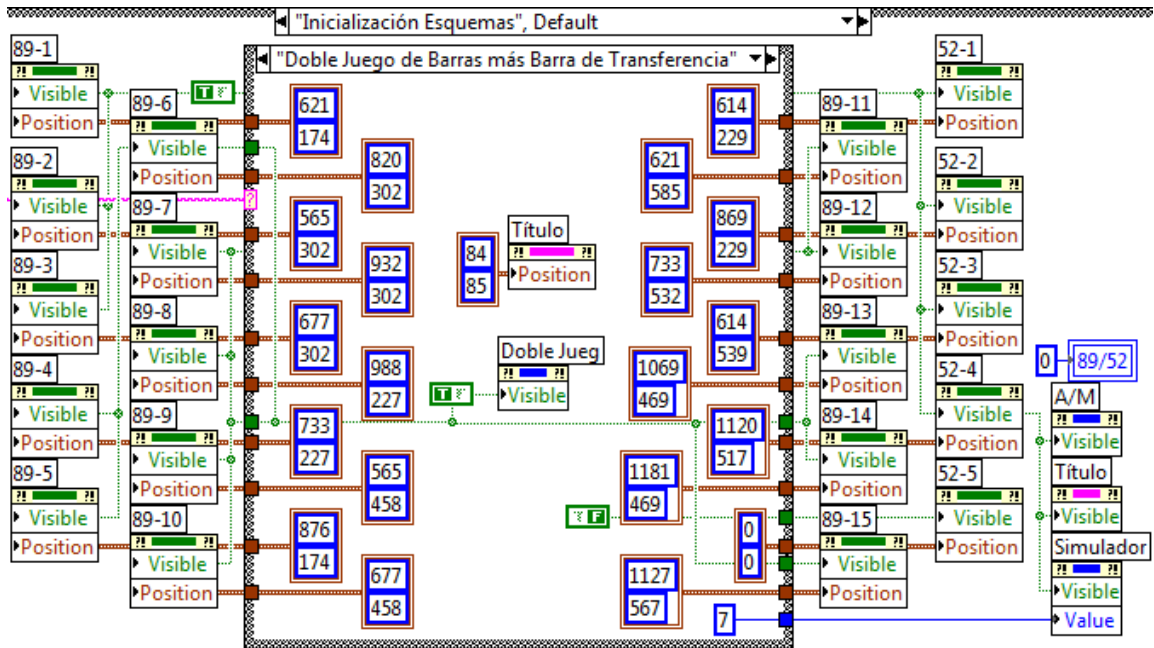 "Inicialización Esquemas", Default
"Doble Juego de Barras más Barra de Transferencia"
89-1
Visible
Position
89-2
Visible
Position
89-3
Visible
Position
89-4
Visible
Position
89-5
Visible
Position
T
89-6
Visible
Position
89-7
Visible
Position
89-8
Visible
Position
89-9
Visible
Position
89-10
Visible
Position
?
621
174
820
302
565
302
932
302
677
302
988
227
733
227
565
458
876
174
677
458
Título
84
85
Position
Doble Jueg
T
Visible
F
614
229
621
585
869
229
733
532
614
539
1069
469
1120
517
1181
469
0
0
1127
567
7
89-11
Visible
Position
89-12
Visible
Position
89-13
Visible
Position
89-14
Visible
Position
89-15
Visible
Position
52-1
Visible
Position
52-2
Visible
Position
52-3
Visible
Position
52-4
Visible
Position
52-5
Visible
Position
0
89/52
A/M
Visible
Título
Visible
Simulador
Visible
Value